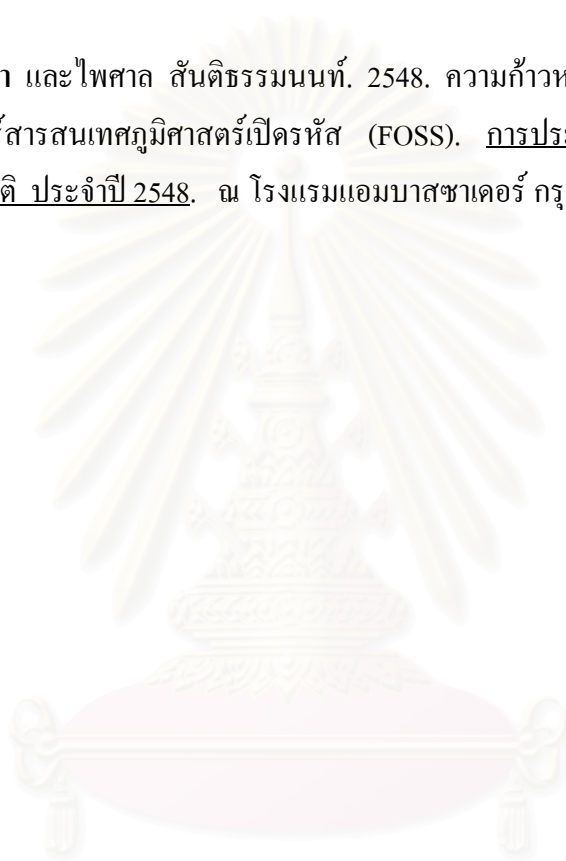 า และไพศาล สันติธรรมนนท์. 2548. ความก้าวห
ร์สารสนเทศภูมิศาสตร์เปิดรหัส (FOSS). การประ
ติ ประจำปี 2548. ณ โรงแรมแอมบาสซาเดอร์ กรุ